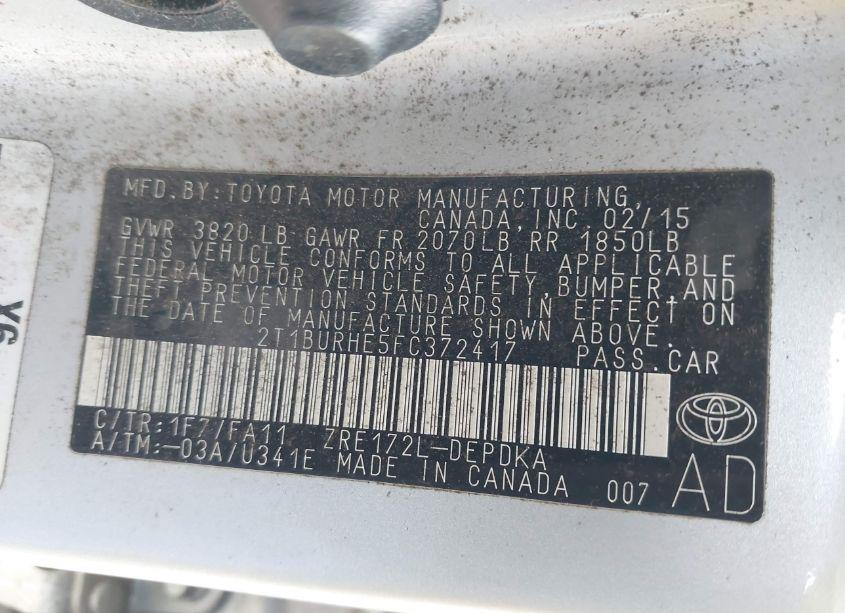 MFD.BY:TOYOTA MOTOR MANUFACTURING,
CANADA,INC. 02/15
GVWR 3820 LB GAWR FR 2070LB RR 1850LB
THIS VEHICLE CONFORMS TO ALL APPLICABLE
FEDERAL MOTOR VEHICLE SAFETY,BUMPER,AND
THEFT PREVENTION STANDARDS IN EFFECT ON
THE DATE OF MANUFACTURE SHOWN ABOVE.
2T1BURHE5FC372417 PASS.CAR
C/TR:1F7/FA11 ZRE172L-DEPDKA
A/TM:-03A/U341E MADE IN CANADA 007 AD